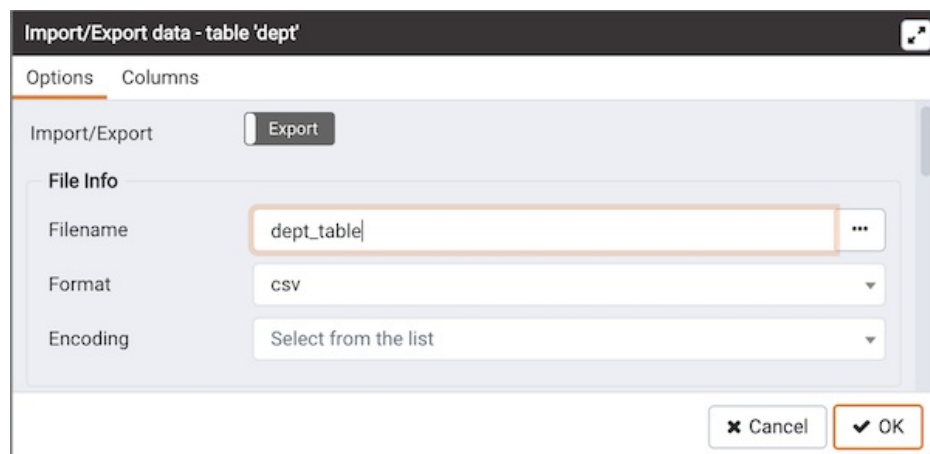 Import/Export data - table 'dept'
Options Columns
Import/Export Export
File Info
Filename dept_table
Format csv
Encoding Select from the list
Cancel OK